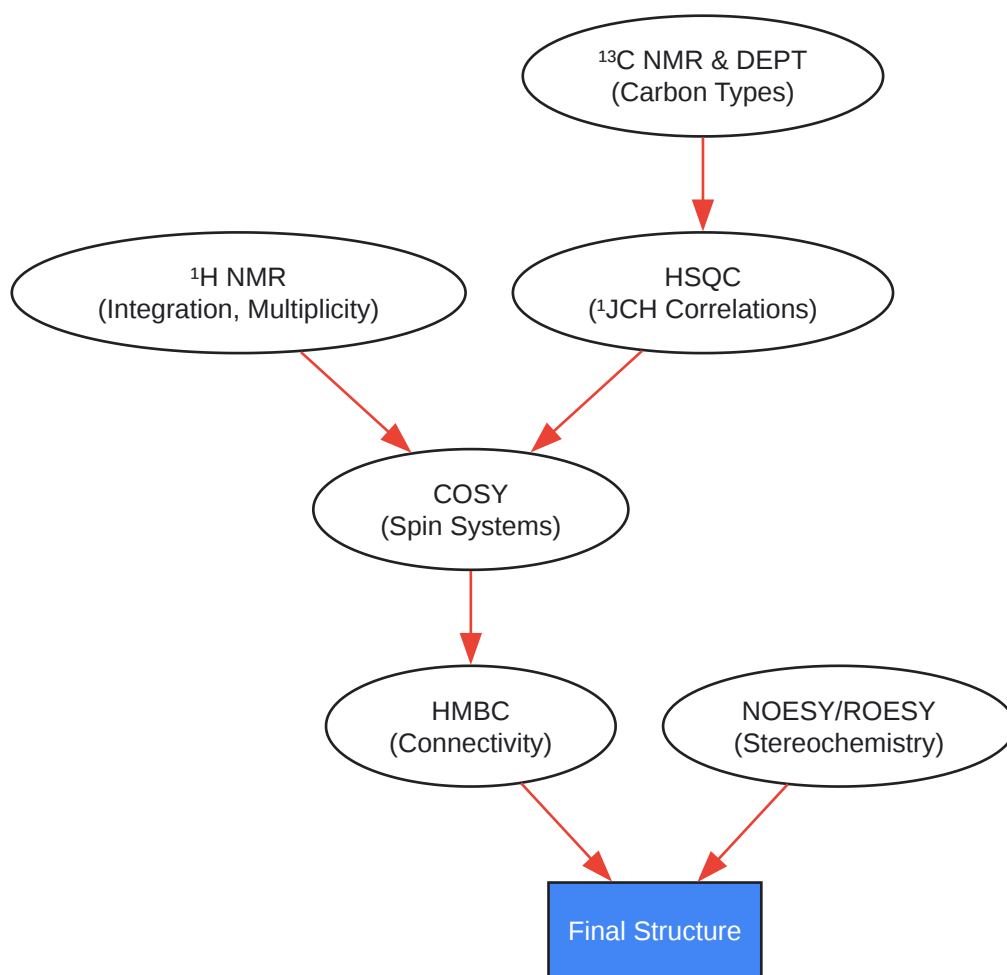 ¹³C NMR & DEPT
(Carbon Types)
¹H NMR
(Integration, Multiplicity)
HSQC
(¹JCH Correlations)
COSY
(Spin Systems)
HMBC
(Connectivity)
NOESY/ROESY
(Stereochemistry)
Final Structure